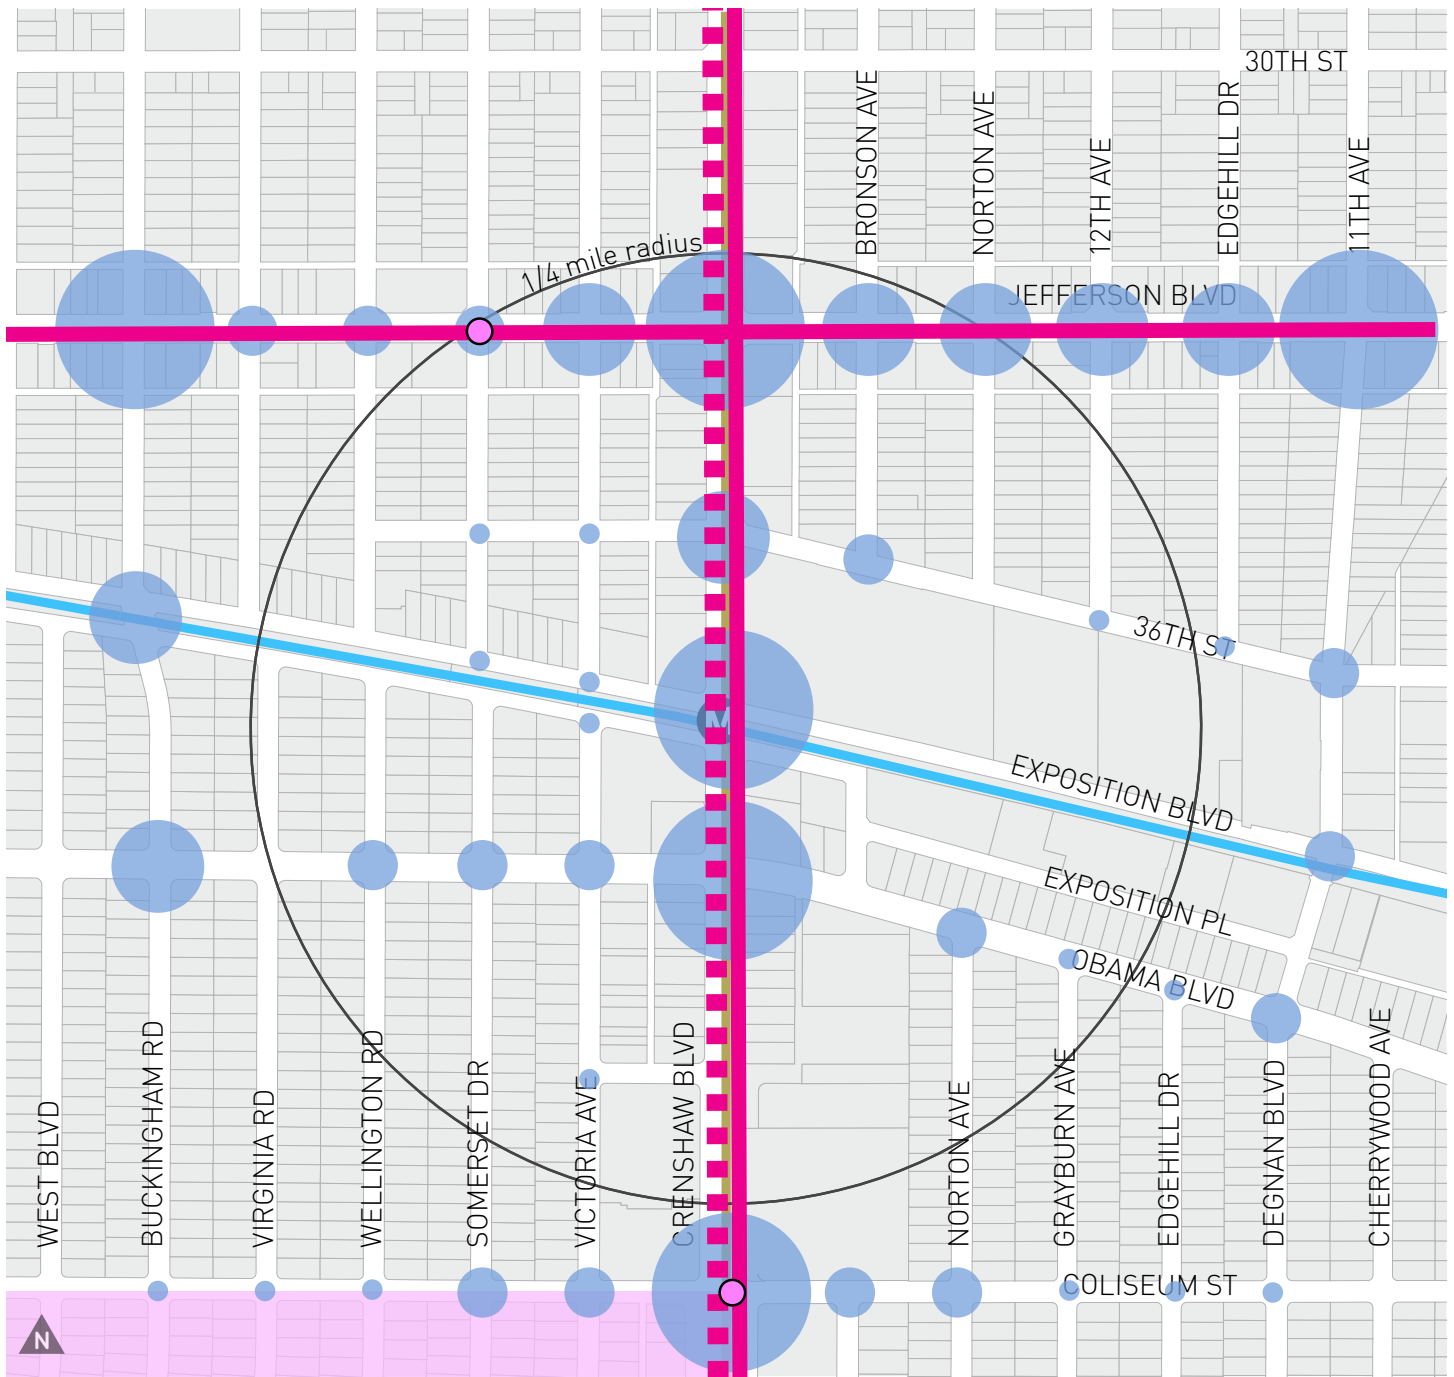 30TH ST
BRONSON AVE
NORTON AVE
12TH AVE
EDGEHILL DR
11TH AVE
1/4 mile radius
JEFFERSON BLVD
36TH ST
M
EXPOSITION BLVD
EXPOSITION PL
OBAMA BLVD
WEST BLVD
BUCKINGHAM RD
VIRGINIA RD
WELLINGTON RD
SOMERSET DR
VICTORIA AVE
CRENSHAW BLVD
NORTON AVE
GRAYBURN AVE
EDGEHILL DR
DEGNAN BLVD
CHERRYWOOD AVE
COLISEUM ST
N